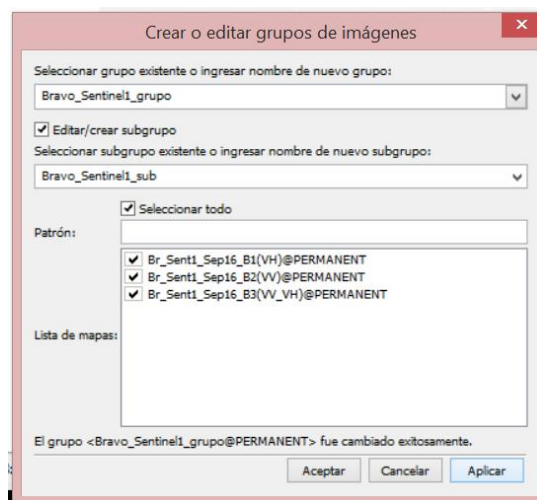 Crear o editar grupos de imágenes
Seleccionar grupo existente o ingresar nombre de nuevo grupo:
Bravo_Sentinel1_grupo
Editar/crear subgrupo
Seleccionar subgrupo existente o ingresar nombre de nuevo subgrupo:
Bravo_Sentinel1_sub
Seleccionar todo
Patrón:
Br_Sent1_Sep16_B1(VH)@PERMANENT
Br_Sent1_Sep16_B2(VV)@PERMANENT
Br_Sent1_Sep16_B3(VV_VH)@PERMANENT
Lista de mapas:
El grupo <Bravo_Sentinel1_grupo@PERMANENT> fue cambiado exitosamente.
Aceptar Cancelar Aplicar